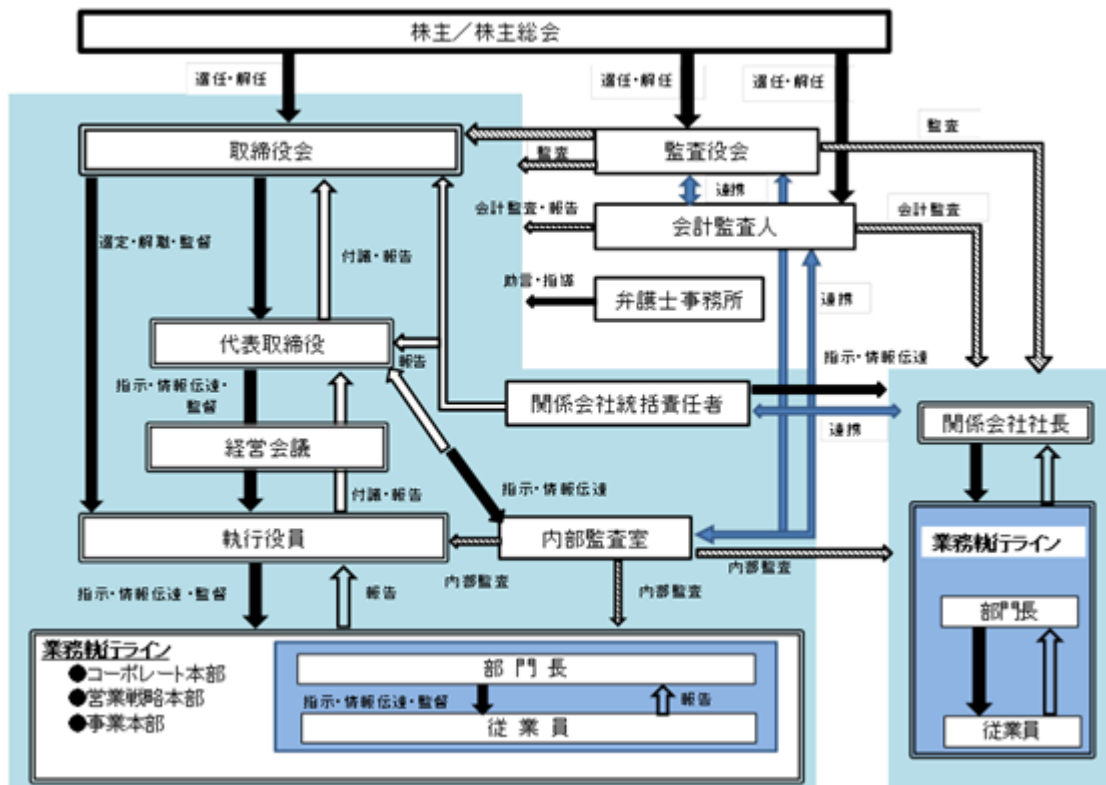 株主／株主総会
選任・解任
選任・解任
選任・解任
取締役会
監査
監査役会
監査
連携
会計監査・報告
会計監査人
会計監査
選定・解職・監督
付議・報告
助言・指導
弁護士事務所
連携
代表取締役
報告
指示・情報伝達
指示・情報伝達・
監督
関係会社統括責任者
連携
関係会社社長
経営会議
付議・報告
指示・情報伝達
執行役員
内部監査室
業務執行ライン
内部監査
内部監査
内部監査
指示・情報伝達・監督
報告
部門長
従業員
業務執行ライン
●コーポレート本部
●営業戦略本部
●事業本部
部門長
指示・情報伝達・監督
報告
従業員